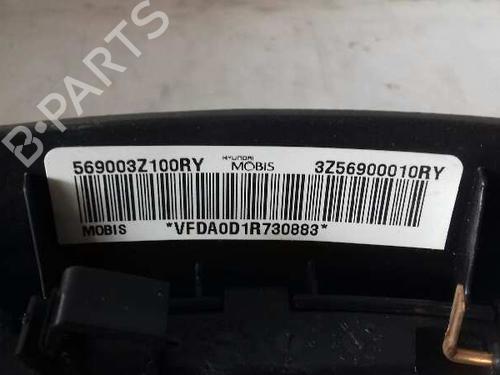 B-PARTS
569003Z100RY HYUNDAI MOBIS 3Z56900010RY
MOBIS *VFDA0D1R730883*